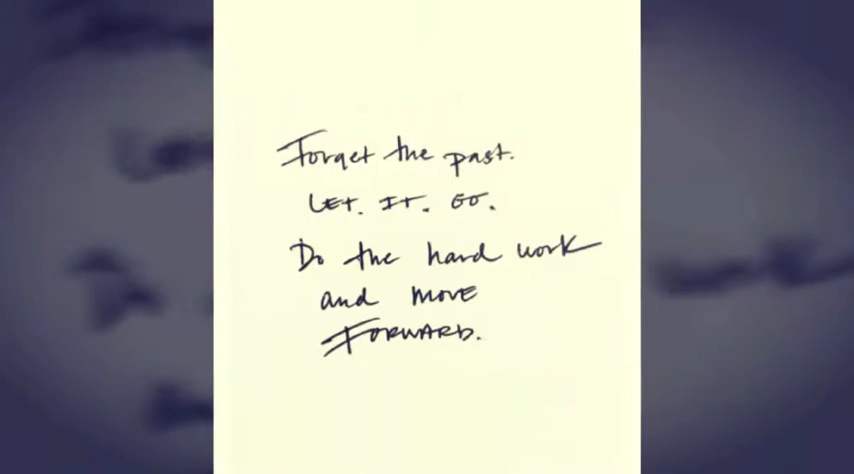 Forget the past.
LET. IT. GO.
Do the hard work
and move
FORWARD.